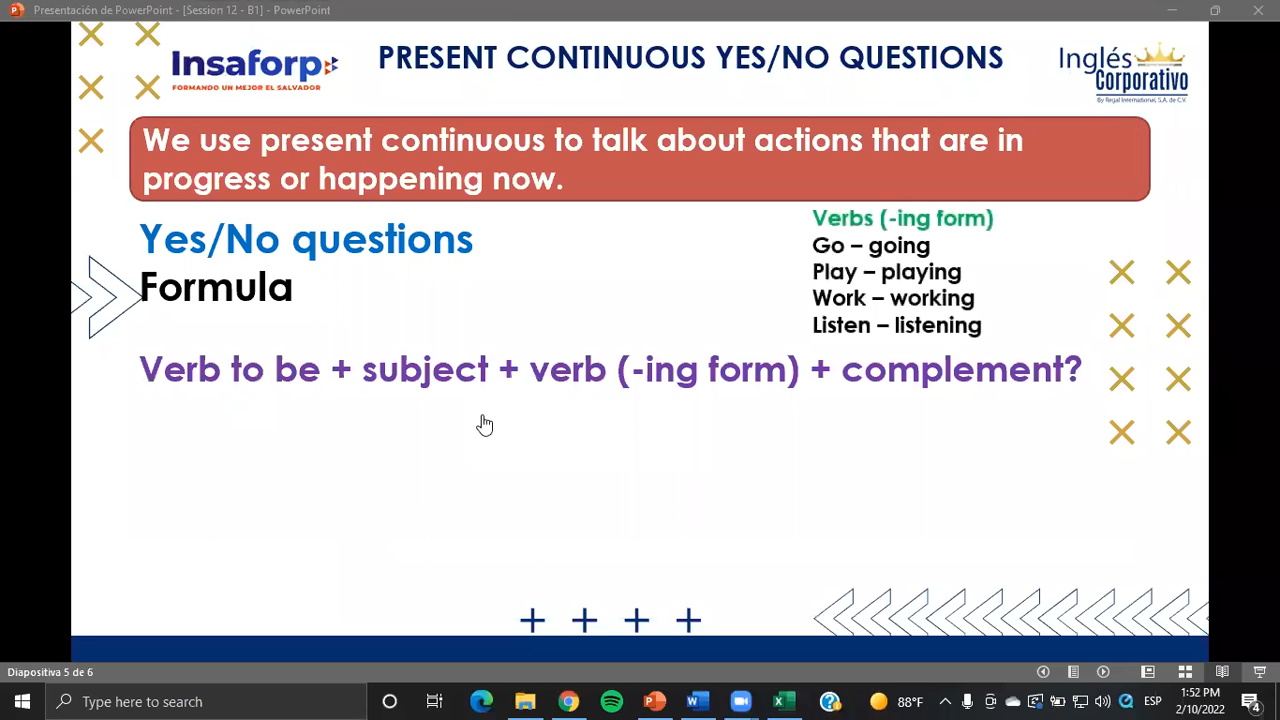 Presentación de PowerPoint - [Session 12 - B1] - PowerPoint
Insaforp
FORMANDO UN MEJOR EL SALVADOR
PRESENT CONTINUOUS YES/NO QUESTIONS
Inglés
Corporativo
By Regal International, S.A. de C.V.
We use present continuous to talk about actions that are in
progress or happening now.
Yes/No questions
Formula
Verbs (-ing form)
Go – going
Play – playing
Work – working
Listen – listening
Verb to be + subject + verb (-ing form) + complement?
Diapositiva 5 de 6
Type here to search
88°F
ESP
1:52 PM
2/10/2022
4